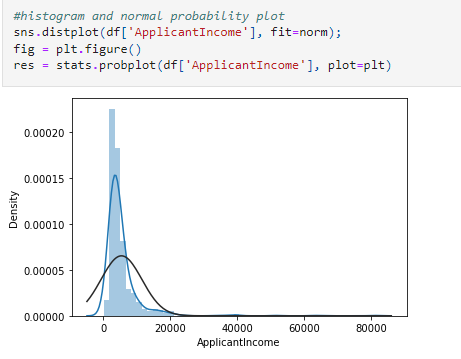 #histogram and normal probability plot
sns.distplot(df['ApplicantIncome'], fit=norm);
fig = plt.figure()
res = stats.probplot(df['ApplicantIncome'], plot=plt)
0.00020
0.00015
0.00010
0.00005
0.00000
Density
0 20000 40000 60000 80000
ApplicantIncome